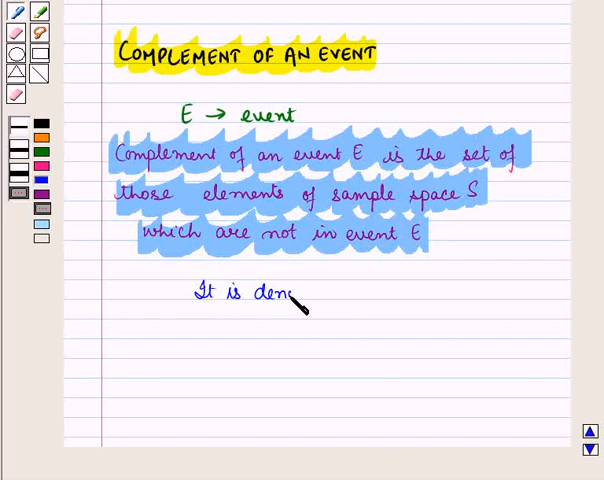 COMPLEMENT OF AN EVENT
E → event
Complement of an event E is the set of
those elements of sample space S
which are not in event E
It is den